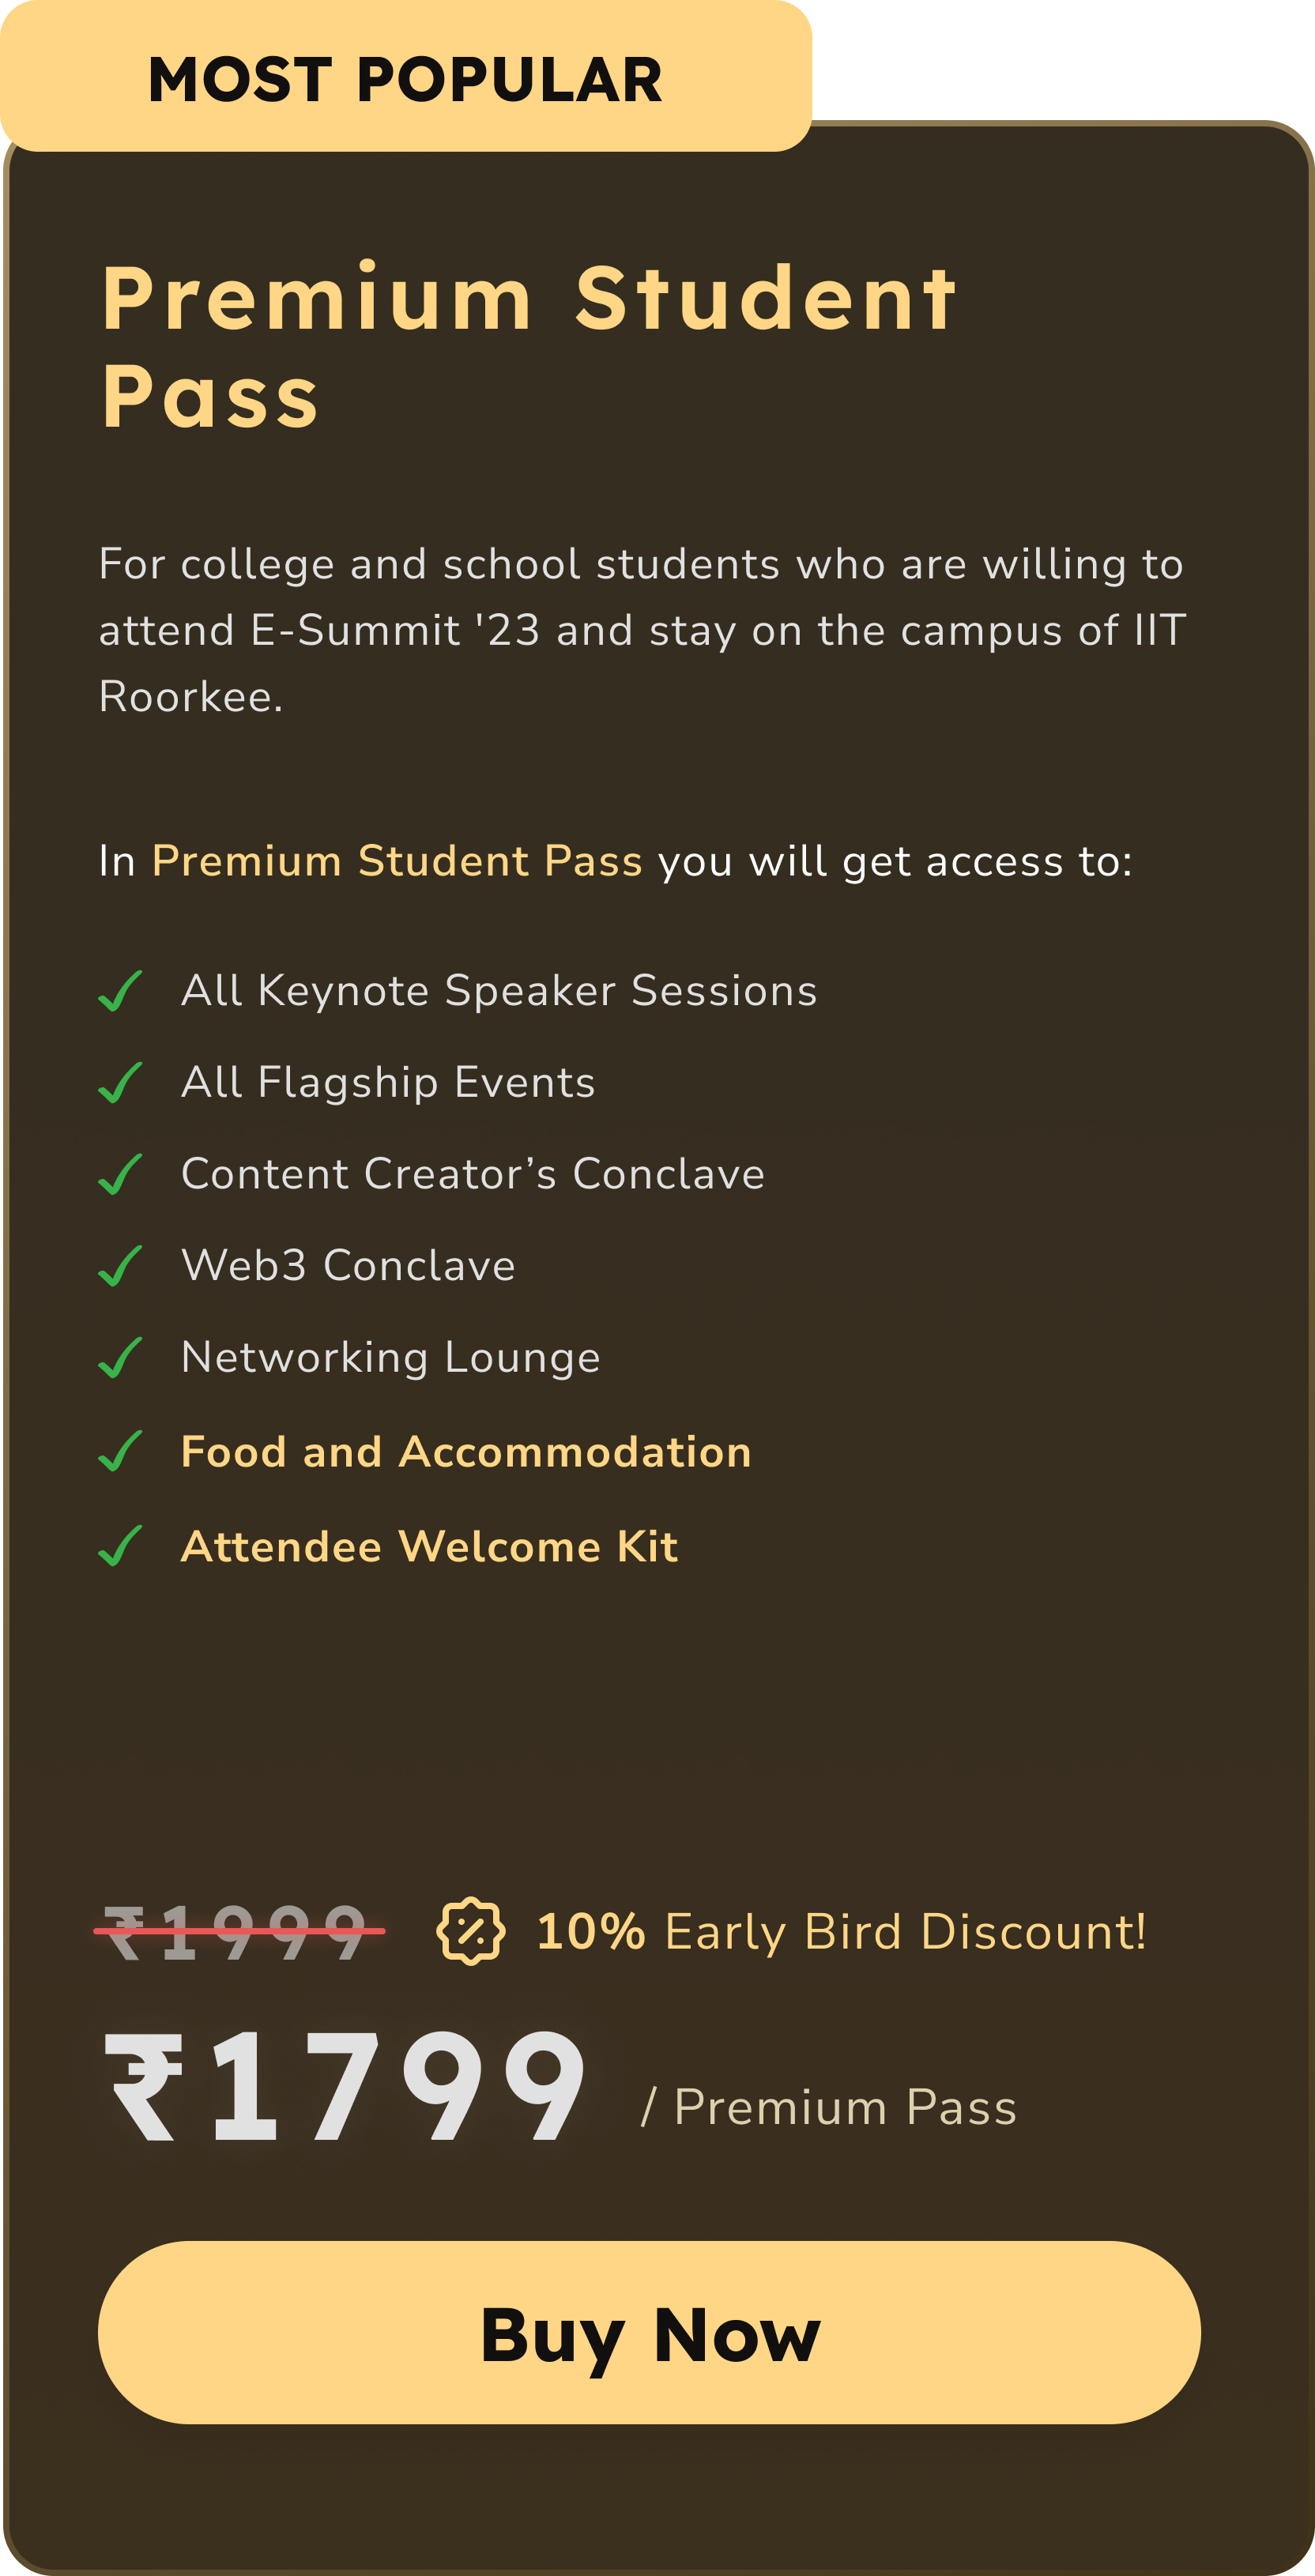 MOST POPULAR
Premium Student
Pass
For college and school students who are willing to
attend E-Summit '23 and stay on the campus of IIT
Roorkee.
In Premium Student Pass you will get access to:
All Keynote Speaker Sessions
All Flagship Events
Content Creator’s Conclave
Web3 Conclave
Networking Lounge
Food and Accommodation
Attendee Welcome Kit
₹1999 10% Early Bird Discount!
₹1799 / Premium Pass
Buy Now